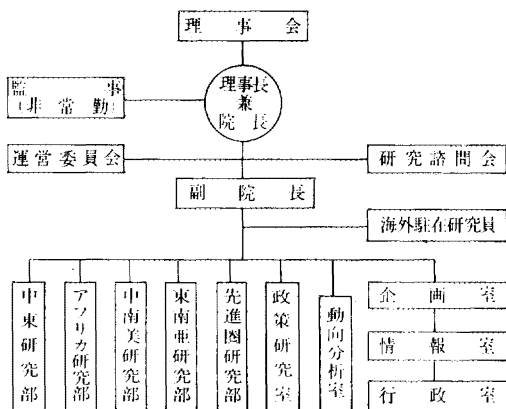 理事会
監事
(非常勤)
理事長
兼
院長
運営委員会
研究諮問会
副院長
海外駐在研究員
中東研究部
アフリカ研究部
中南美研究部
東南亜研究部
先進圏研究部
政策研究室
動向分析室
企画室
情報室
行政室